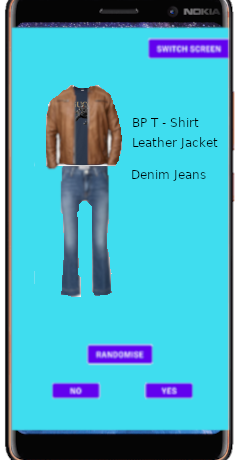 NOKIA
SWITCH SCREEN
BP T - Shirt
Leather Jacket
Denim Jeans
RANDOMISE
NO
YES